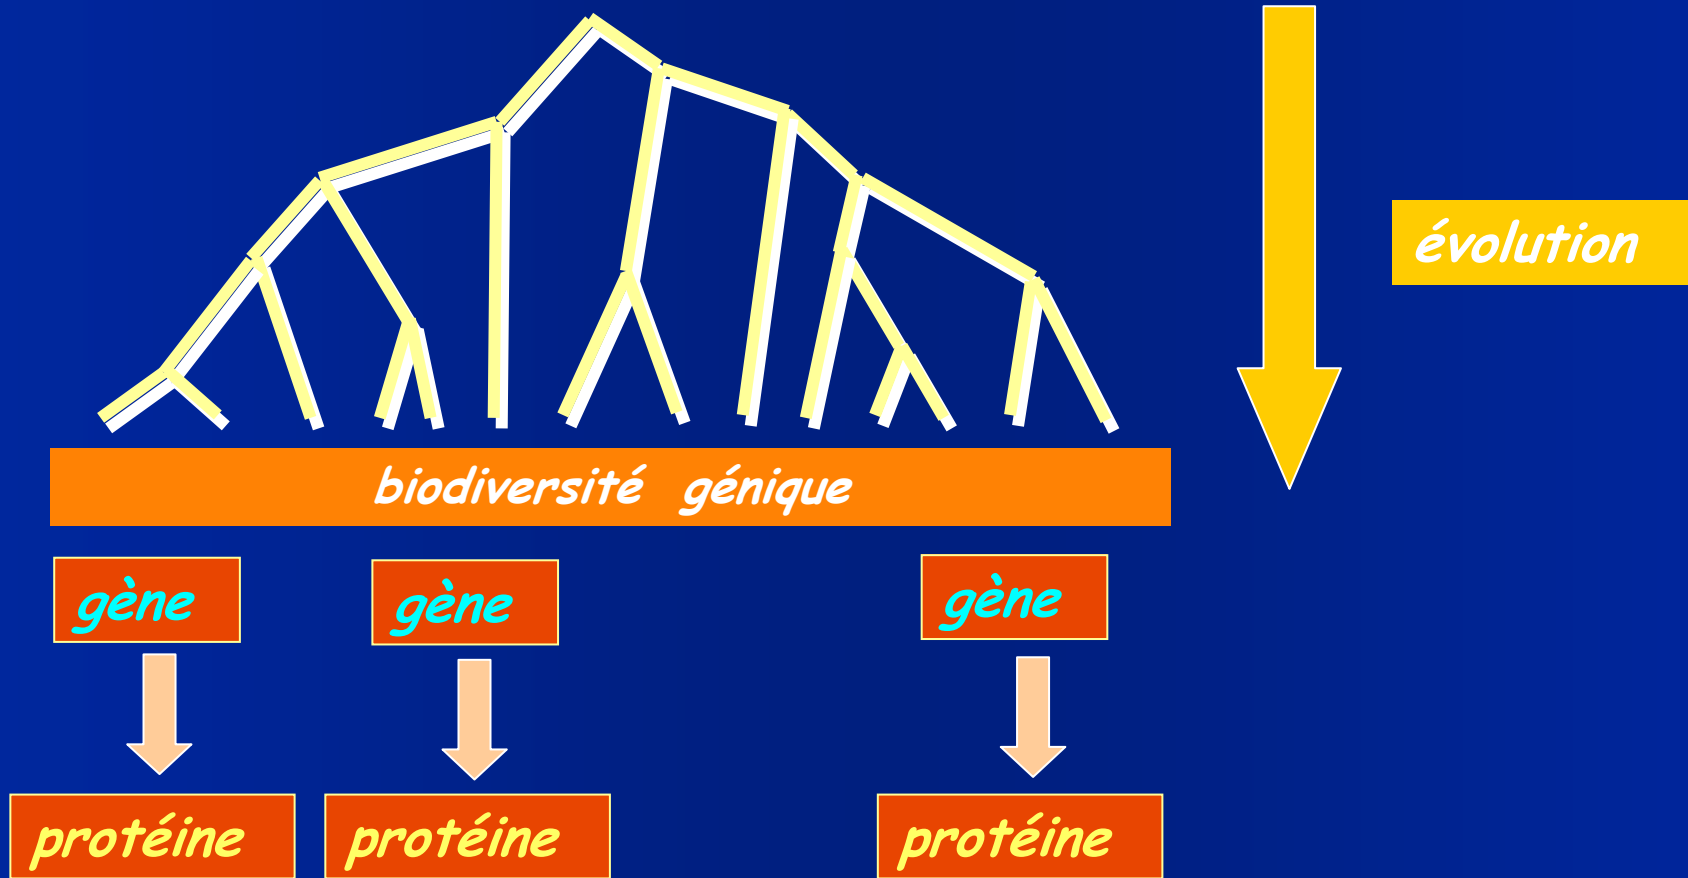 évolution
biodiversité génique
gène gène gène
protéine protéine protéine